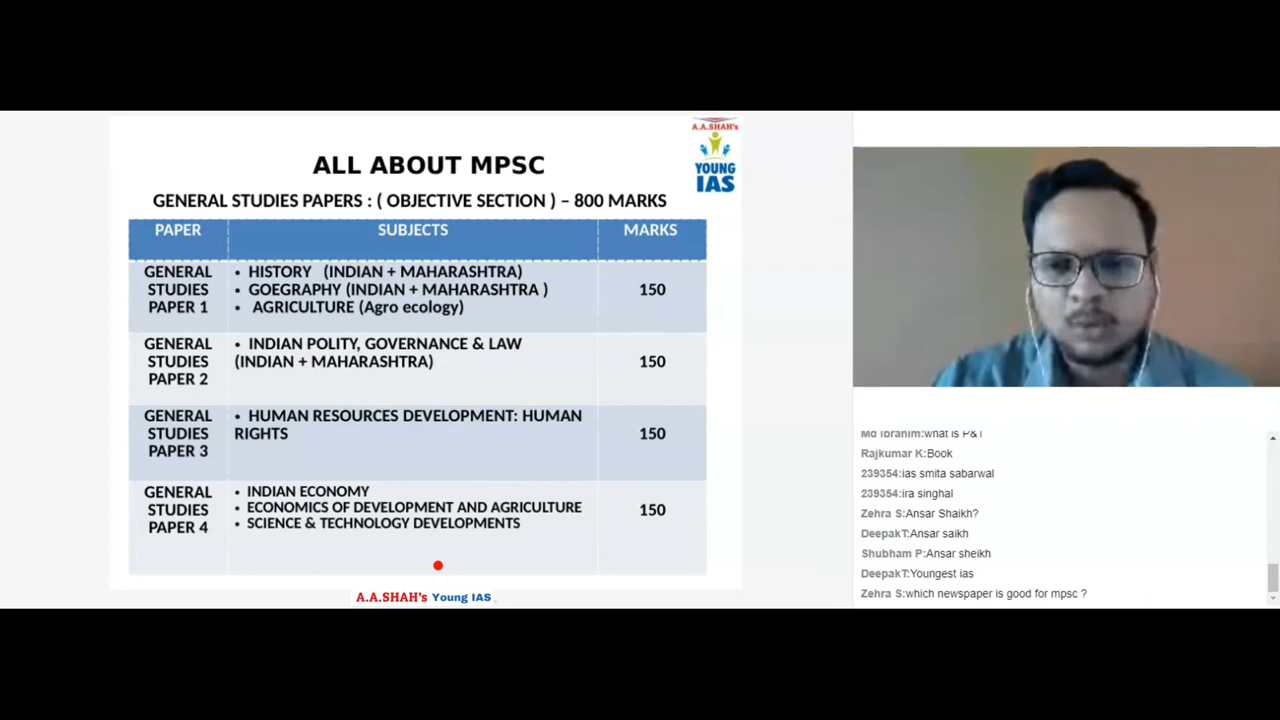 A.A.SHAH's
YOUNG
IAS
ALL ABOUT MPSC
GENERAL STUDIES PAPERS : ( OBJECTIVE SECTION ) – 800 MARKS
PAPER SUBJECTS MARKS
GENERAL STUDIES PAPER 1
• HISTORY (INDIAN + MAHARASHTRA)
• GOEGRAPHY (INDIAN + MAHARASHTRA )
• AGRICULTURE (Agro ecology)
150
GENERAL STUDIES PAPER 2
• INDIAN POLITY, GOVERNANCE & LAW
(INDIAN + MAHARASHTRA)
150
GENERAL STUDIES PAPER 3
• HUMAN RESOURCES DEVELOPMENT: HUMAN
RIGHTS
150
GENERAL STUDIES PAPER 4
• INDIAN ECONOMY
• ECONOMICS OF DEVELOPMENT AND AGRICULTURE
• SCIENCE & TECHNOLOGY DEVELOPMENTS
150
A.A.SHAH's Young IAS
Md Ibrahim:what is P&T
Rajkumar K:Book
239354:ias smita sabarwal
239354:ira singhal
Zehra S:Ansar Shaikh?
DeepakT:Ansar saikh
Shubham P:Ansar sheikh
DeepakT:Youngest ias
Zehra S:which newspaper is good for mpsc ?